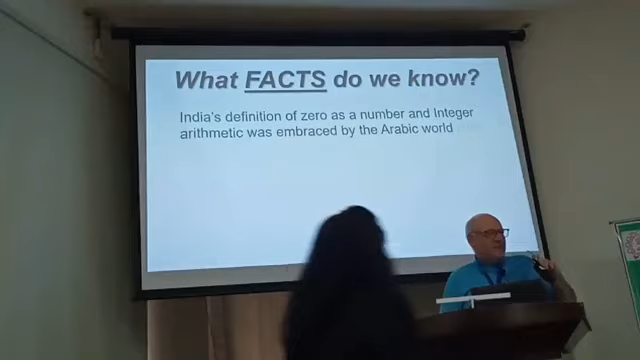 What FACTS do we know?
India's definition of zero as a number and Integer
arithmetic was embraced by the Arabic world